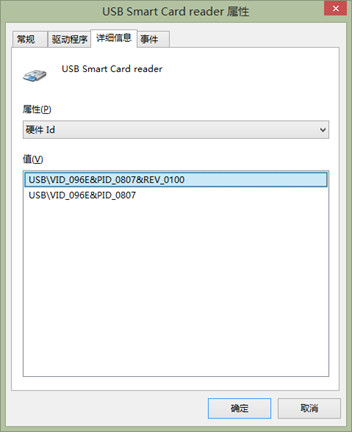 USB Smart Card reader 属性
常规
驱动程序
详细信息
事件
USB Smart Card reader
属性(P)
硬件 Id
值(V)
USB\VID_096E&PID_0807&REV_0100
USB\VID_096E&PID_0807
确定
取消